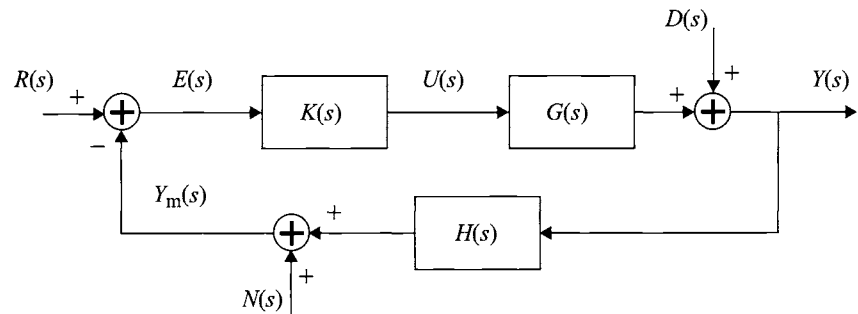 D(s)
R(s) + E(s) K(s) U(s) G(s) + + Y(s)
−
Y_m(s)
+ H(s)
N(s) +